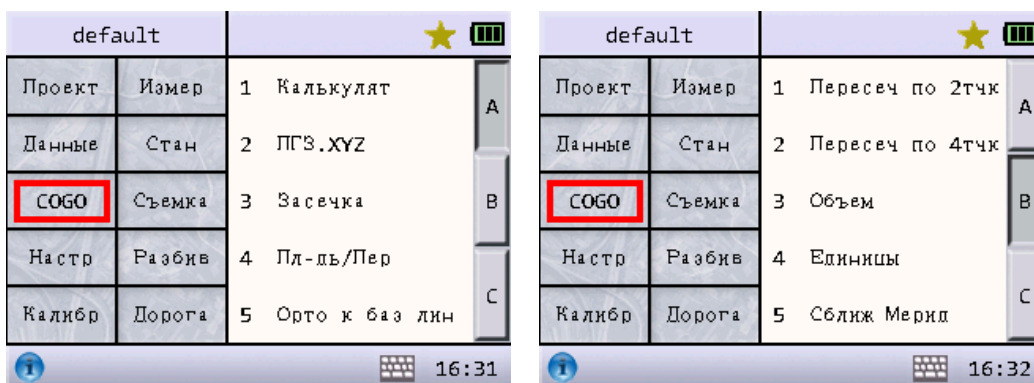 default
Проект Измер 1 Калькулят A
Данные Стан 2 ПГЗ.XYZ
COGO Съемка 3 Засечка B
Настр Разбив 4 Пл-дь/Пер
Калибр Дорога 5 Орто к баз лин C
16:31
default
Проект Измер 1 Пересеч по 2тчк A
Данные Стан 2 Пересеч по 4тчк
COGO Съемка 3 Объем B
Настр Разбив 4 Единицы
Калибр Дорога 5 Сближ Мерид C
16:32